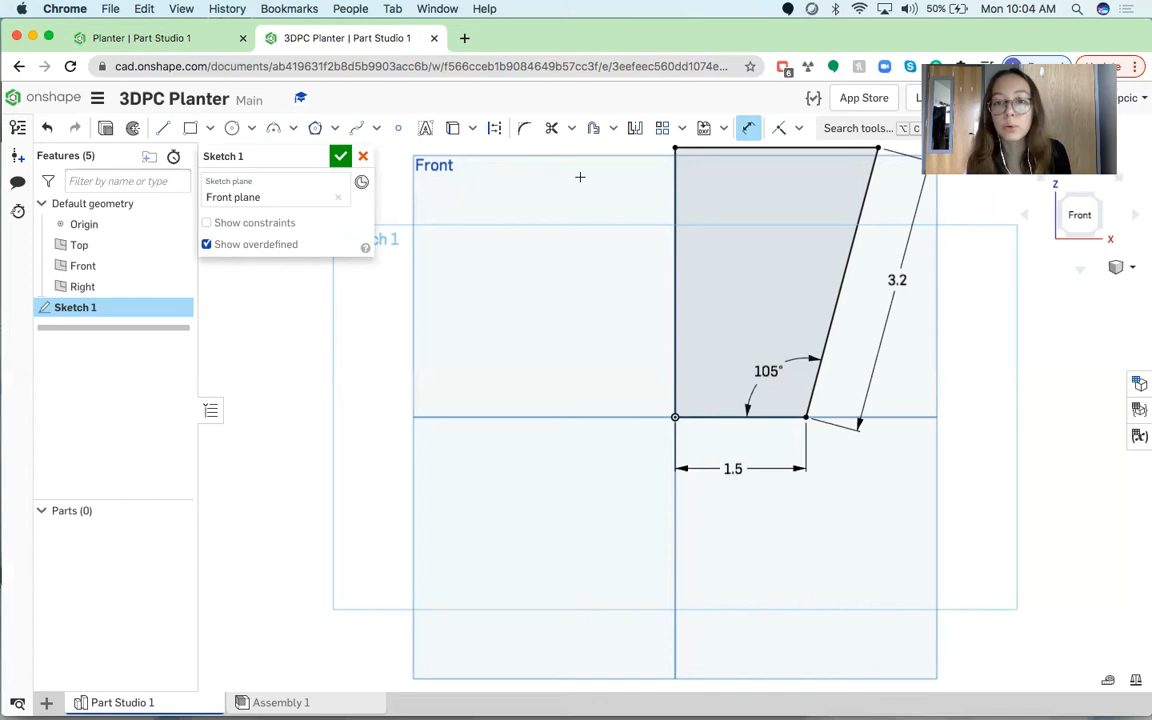 Chrome File Edit View History Bookmarks People Tab Window Help 50% Mon 10:04 AM
Planter | Part Studio 1 3DPC Planter | Part Studio 1
cad.onshape.com/documents/ab419631f2b8d5b9903acc6b/w/f566cceb1b9084649b57cc3f/e/3eefeec560dd1074e...
onshape 3DPC Planter Main App Store
Search tools...
Features (5)
Filter by name or type
Default geometry
Origin
Top
Front
Right
Sketch 1
Parts (0)
Sketch 1
Sketch plane
Front plane
Show constraints
Show overdefined
Front
ch 1
3.2
105°
1.5
Z
Front
X
Part Studio 1 Assembly 1